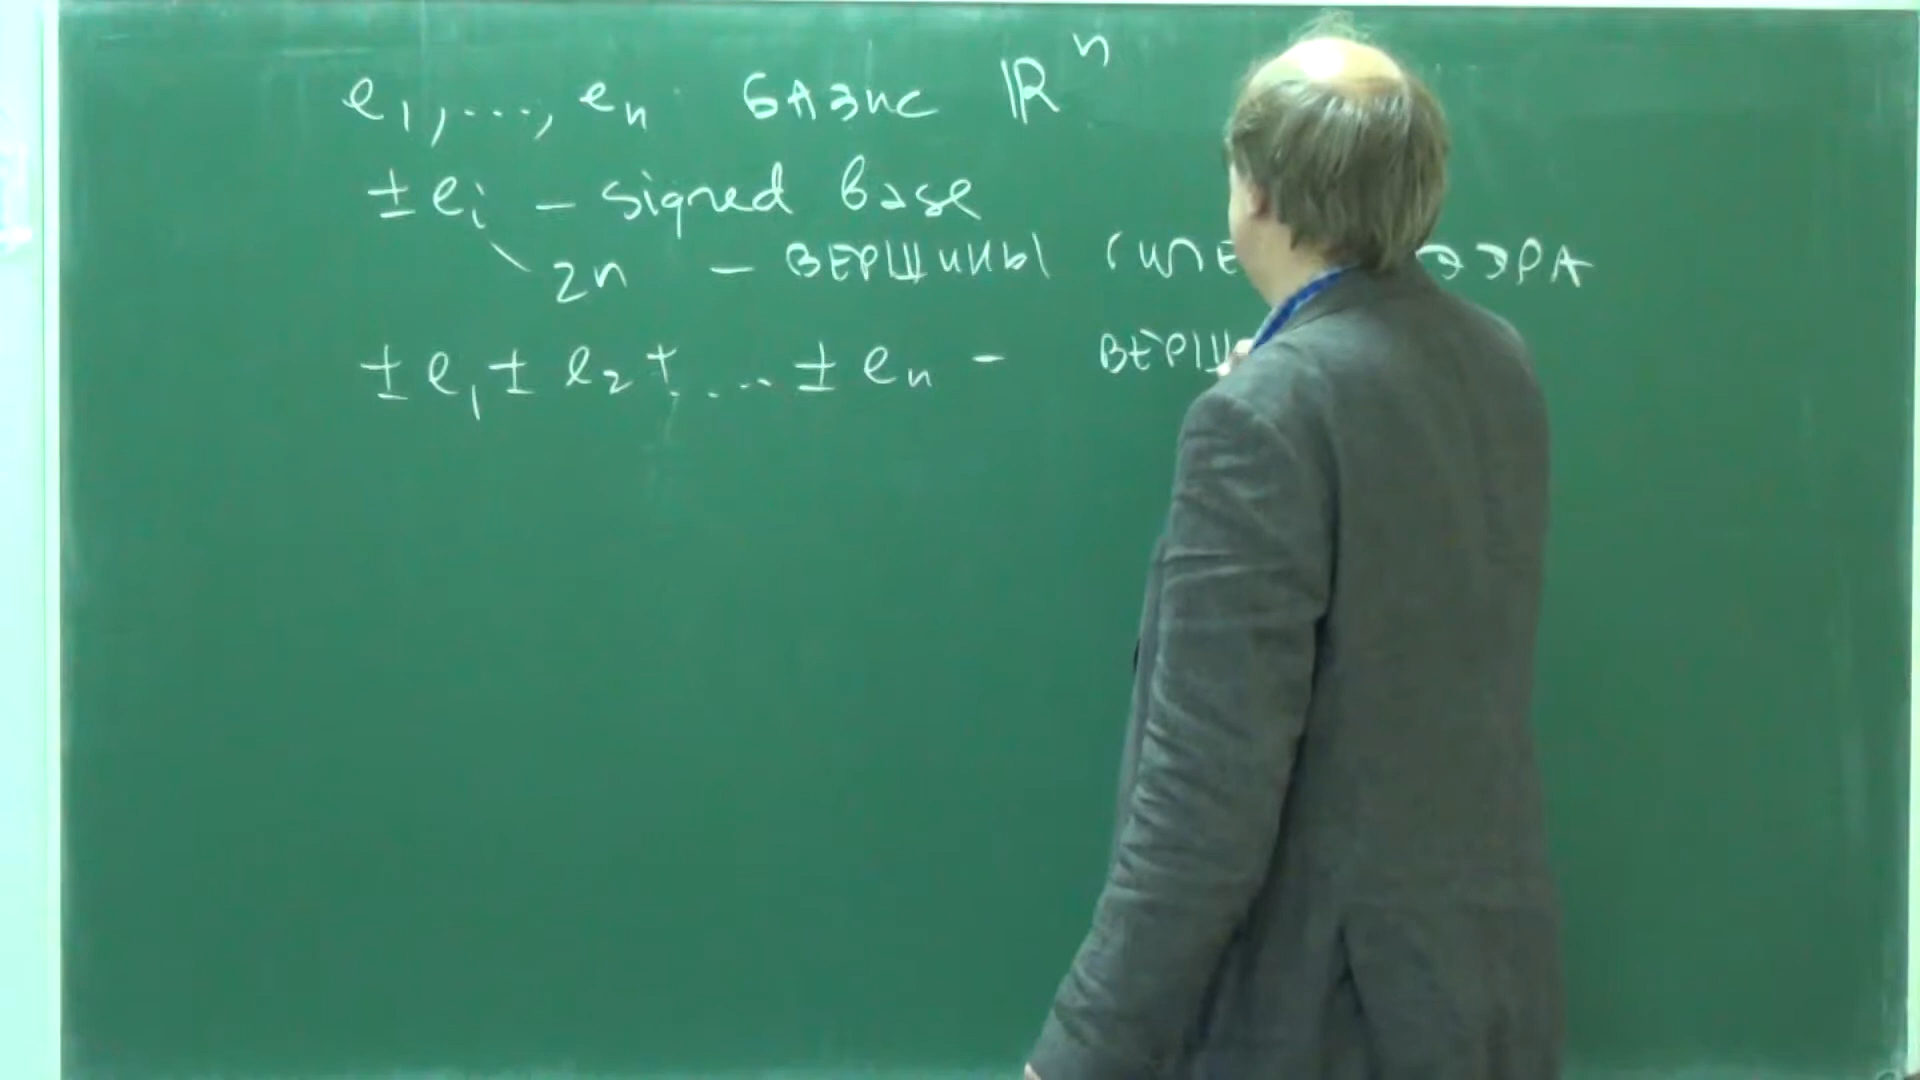 e₁, ..., eₙ базис ℝⁿ
± eᵢ – signed base
2n – ВЕРШИНЫ
± e₁ ± e₂ ± ... ± eₙ –